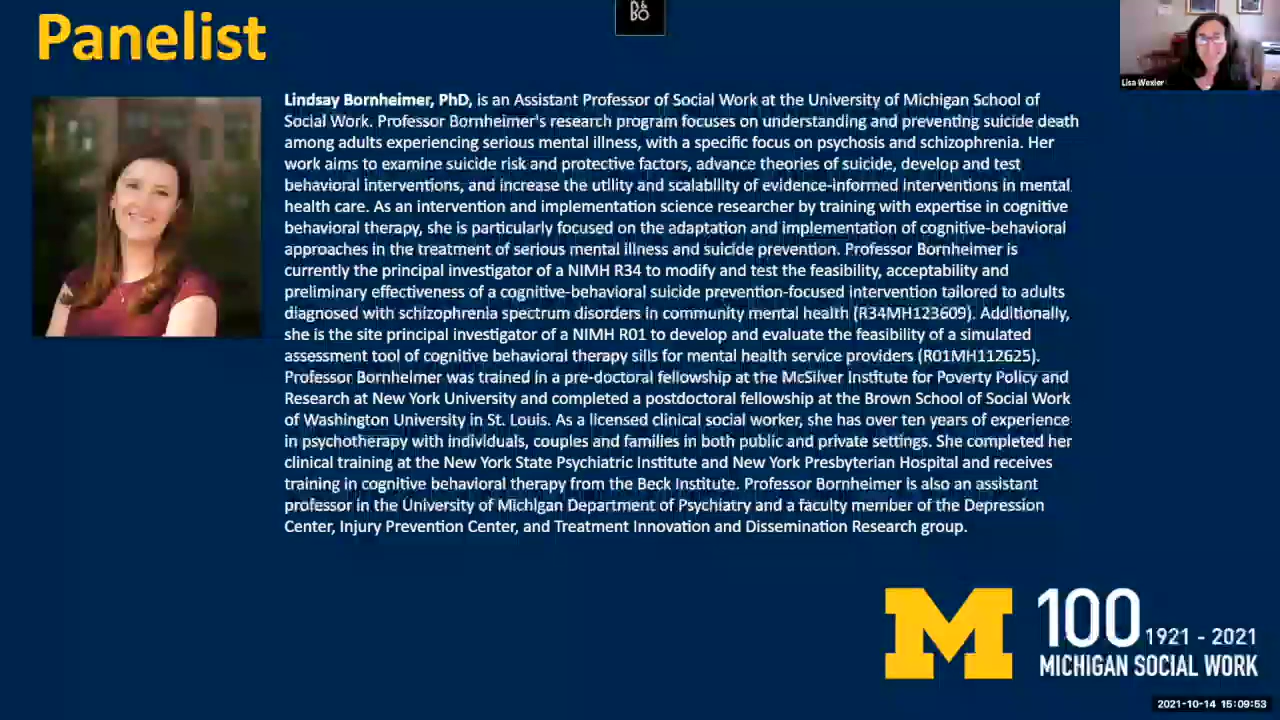 Panelist
B&O
Lisa Wexler
Lindsay Bornheimer, PhD, is an Assistant Professor of Social Work at the University of Michigan School of
Social Work. Professor Bornheimer's research program focuses on understanding and preventing suicide death
among adults experiencing serious mental illness, with a specific focus on psychosis and schizophrenia. Her
work aims to examine suicide risk and protective factors, advance theories of suicide, develop and test
behavioral interventions, and increase the utility and scalability of evidence-informed interventions in mental
health care. As an intervention and implementation science researcher by training with expertise in cognitive
behavioral therapy, she is particularly focused on the adaptation and implementation of cognitive-behavioral
approaches in the treatment of serious mental illness and suicide prevention. Professor Bornheimer is
currently the principal investigator of a NIMH R34 to modify and test the feasibility, acceptability and
preliminary effectiveness of a cognitive-behavioral suicide prevention-focused intervention tailored to adults
diagnosed with schizophrenia spectrum disorders in community mental health (R34MH123609). Additionally,
she is the site principal investigator of a NIMH R01 to develop and evaluate the feasibility of a simulated
assessment tool of cognitive behavioral therapy sills for mental health service providers (R01MH112625).
Professor Bornheimer was trained in a pre-doctoral fellowship at the McSilver Institute for Poverty Policy and
Research at New York University and completed a postdoctoral fellowship at the Brown School of Social Work
of Washington University in St. Louis. As a licensed clinical social worker, she has over ten years of experience
in psychotherapy with individuals, couples and families in both public and private settings. She completed her
clinical training at the New York State Psychiatric Institute and New York Presbyterian Hospital and receives
training in cognitive behavioral therapy from the Beck Institute. Professor Bornheimer is also an assistant
professor in the University of Michigan Department of Psychiatry and a faculty member of the Depression
Center, Injury Prevention Center, and Treatment Innovation and Dissemination Research group.
M
100 1921 - 2021
MICHIGAN SOCIAL WORK
2021-10-14 15:09:53